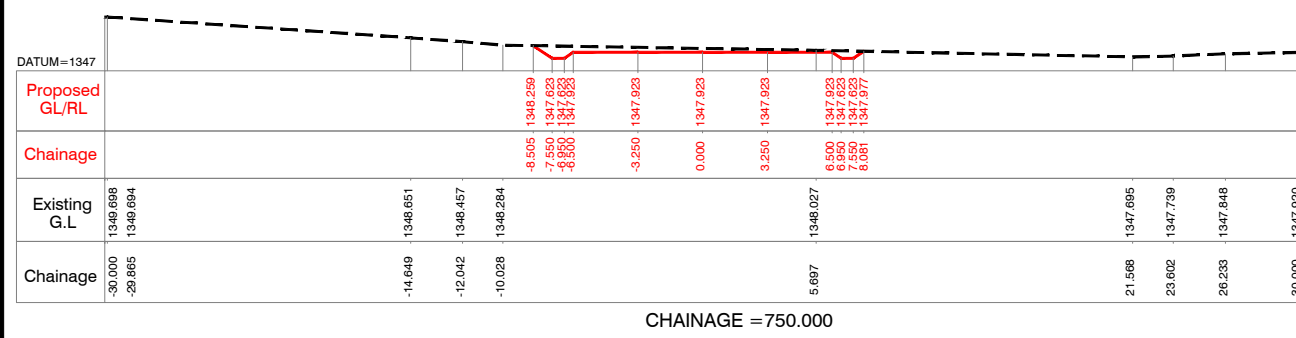 DATUM=1347
Proposed
GL/RL
1348.259 1347.623 1347.623 1347.923 1347.923 1347.923 1347.923 1347.923 1347.623 1347.623 1347.977
Chainage
-8.505 -7.550 -6.950 -6.500 -3.250 0.000 3.250 6.500 6.950 7.550 8.081
Existing
G.L
1349.698 1349.694 1348.651 1348.457 1348.284 1348.027 1347.695 1347.739 1347.848
Chainage
-30.000 -29.865 -14.649 -12.042 -10.028 5.697 21.568 23.602 26.233 30.000
CHAINAGE =750.000